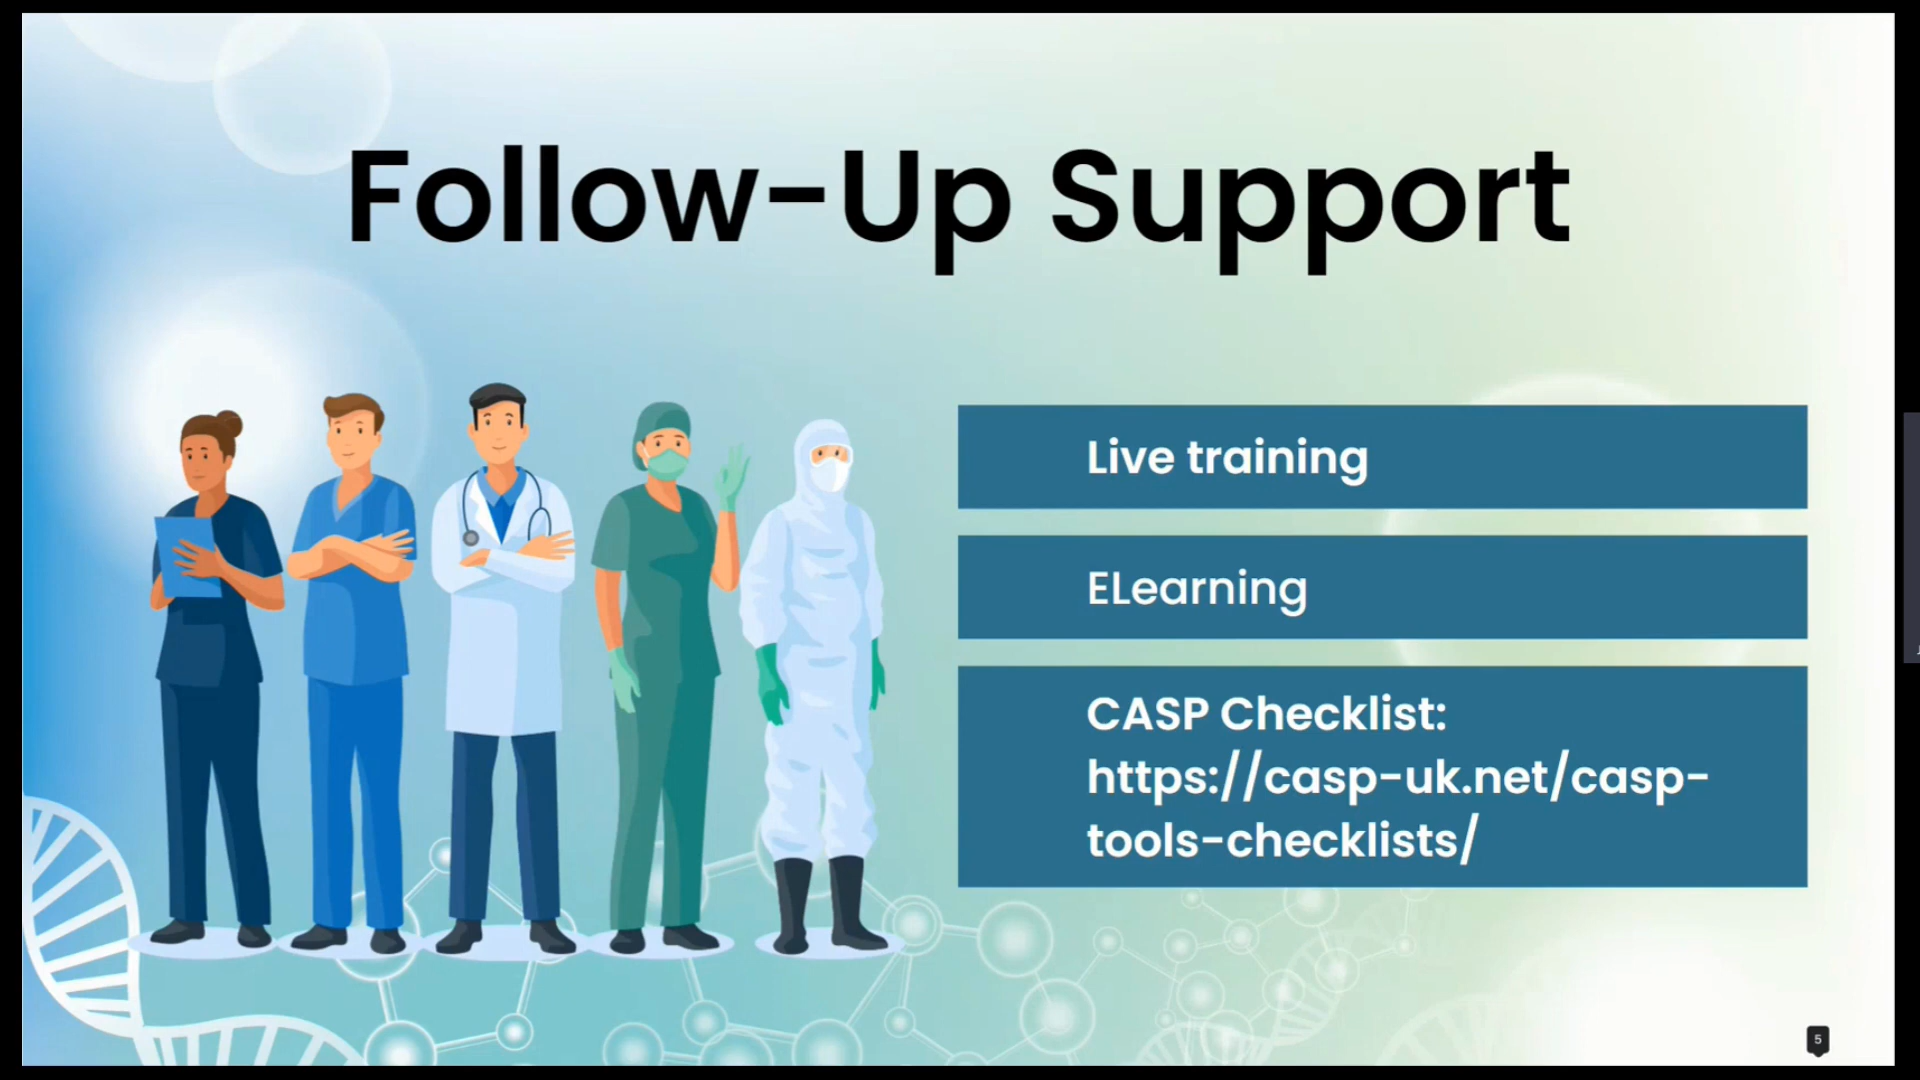 Follow-Up Support
Live training
ELearning
CASP Checklist:
https://casp-uk.net/casp-
tools-checklists/
5